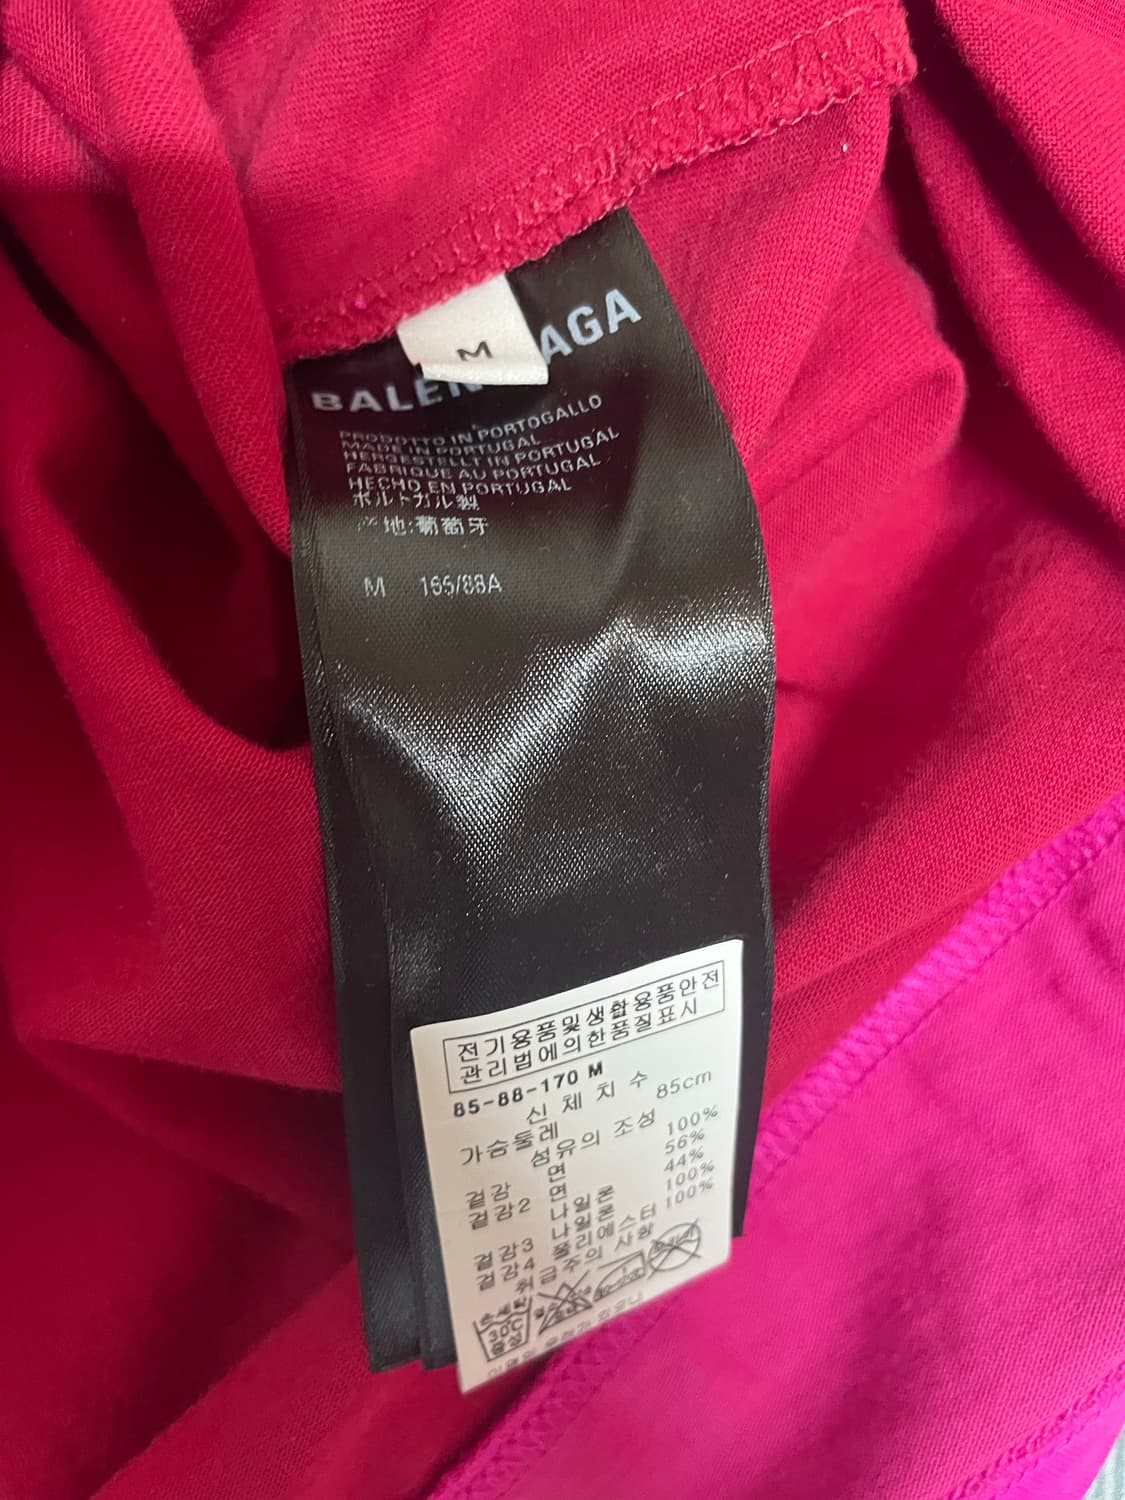 M
BALENCIAGA
PRODOTTO IN PORTOGALLO
MADE IN PORTUGAL
HERGESTELLT IN PORTUGAL
FABRIQUE AU PORTUGAL
HECHO EN PORTUGAL
ポルトガル製
产地:葡萄牙
M 165/88A
전기용품및생활용품안전
관리법에의한품질표시
85-88-170 M
신 체 치 수
가슴둘레 85cm
섬유의 조성
겉감 면 100%
겉감2 면 56%
나일론 44%
겉감3 나일론 100%
겉감4 폴리에스터 100%
취급주의 사항
손세탁
30℃
중성